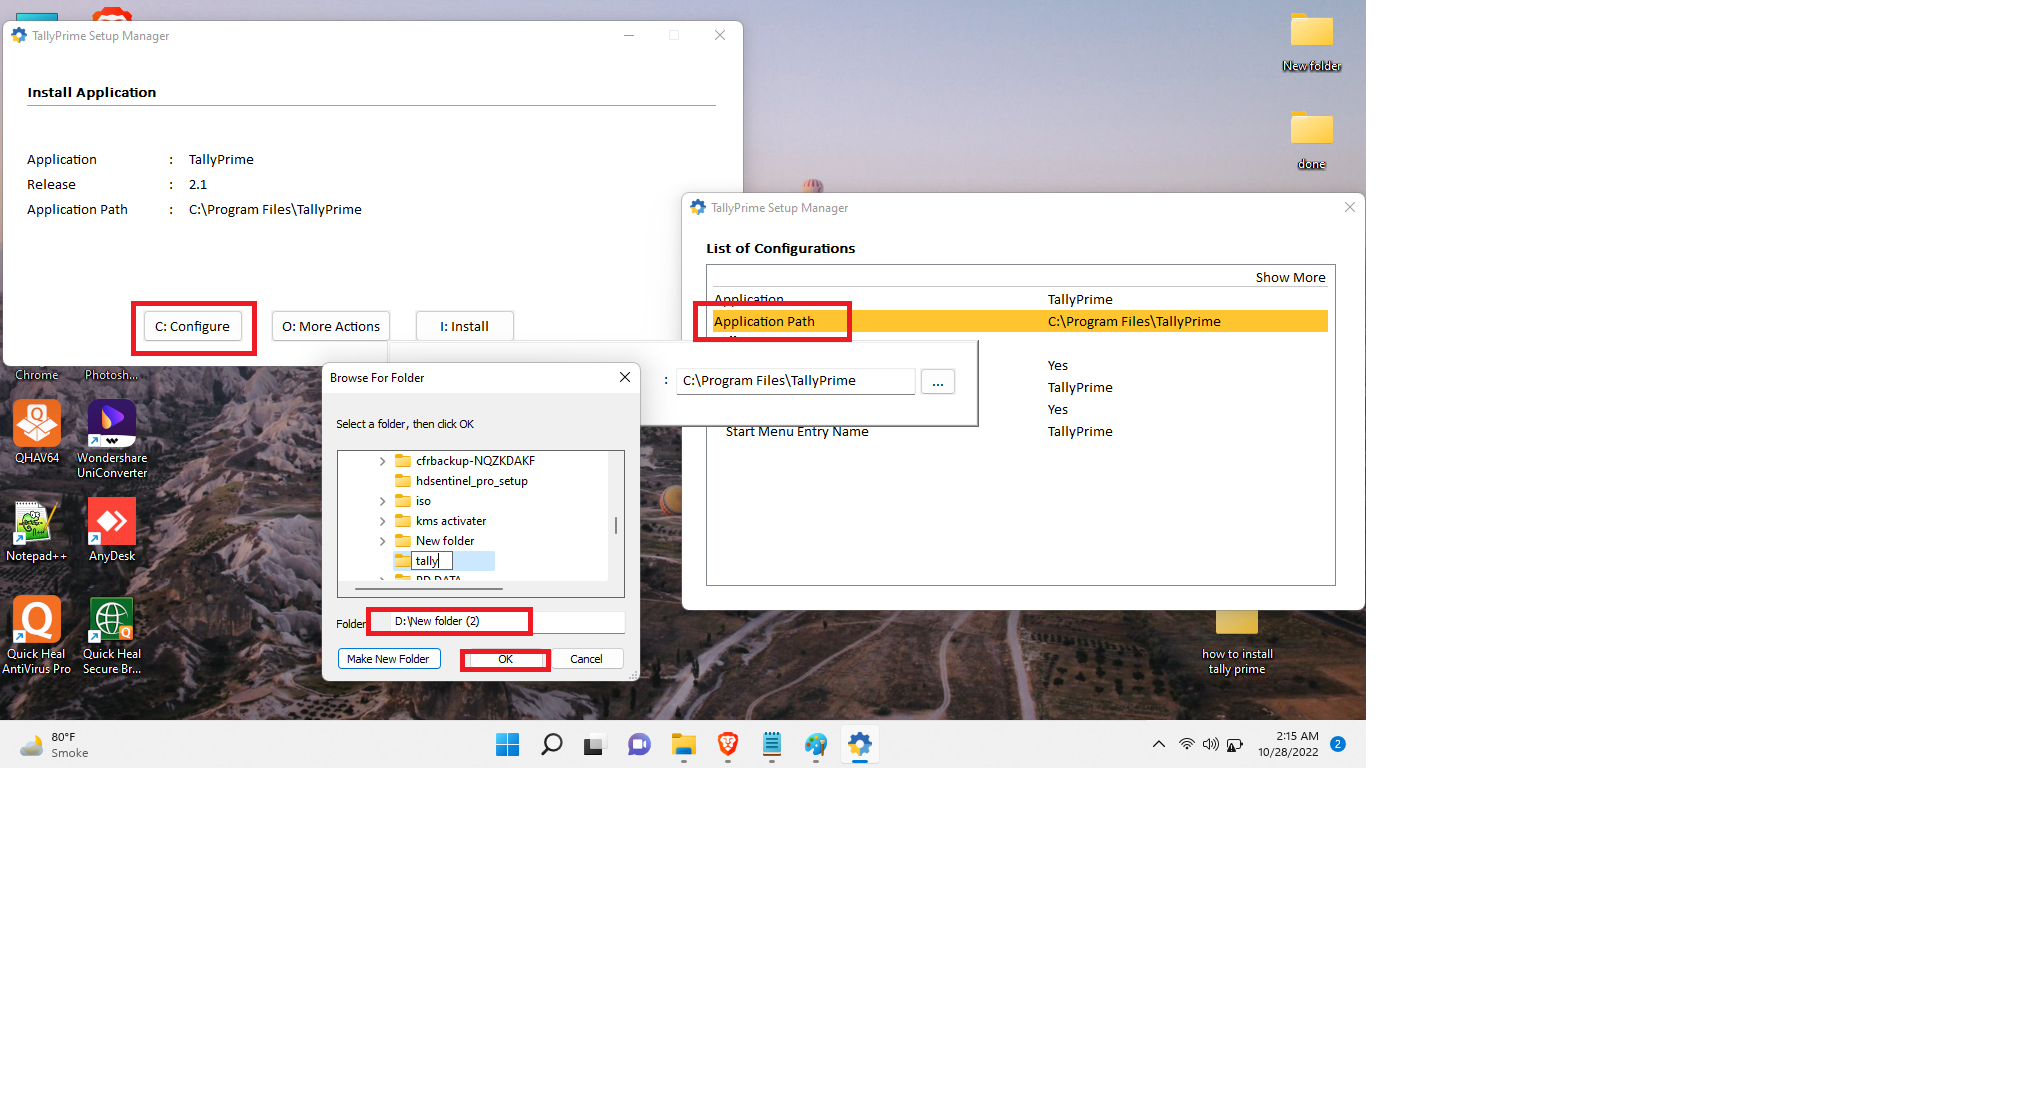 TallyPrime Setup Manager
Install Application
Application : TallyPrime
Release : 2.1
Application Path : C:\Program Files\TallyPrime
C: Configure
O: More Actions
I: Install
New folder
done
TallyPrime Setup Manager
List of Configurations
Show More
Application TallyPrime
Application Path C:\Program Files\TallyPrime
Yes
TallyPrime
Yes
Start Menu Entry Name TallyPrime
: C:\Program Files\TallyPrime ...
Browse For Folder
Select a folder, then click OK
cfrbackup-NQZKDAKF
hdsentinel_pro_setup
iso
kms activater
New folder
tally
Folder D:\New folder (2)
Make New Folder
OK
Cancel
Chrome
Photosh...
QHAV64
Wondershare
UniConverter
Notepad++
AnyDesk
Quick Heal
AntiVirus Pro
Quick Heal
Secure Br...
how to install
tally prime
80°F
Smoke
2:15 AM
10/28/2022
2